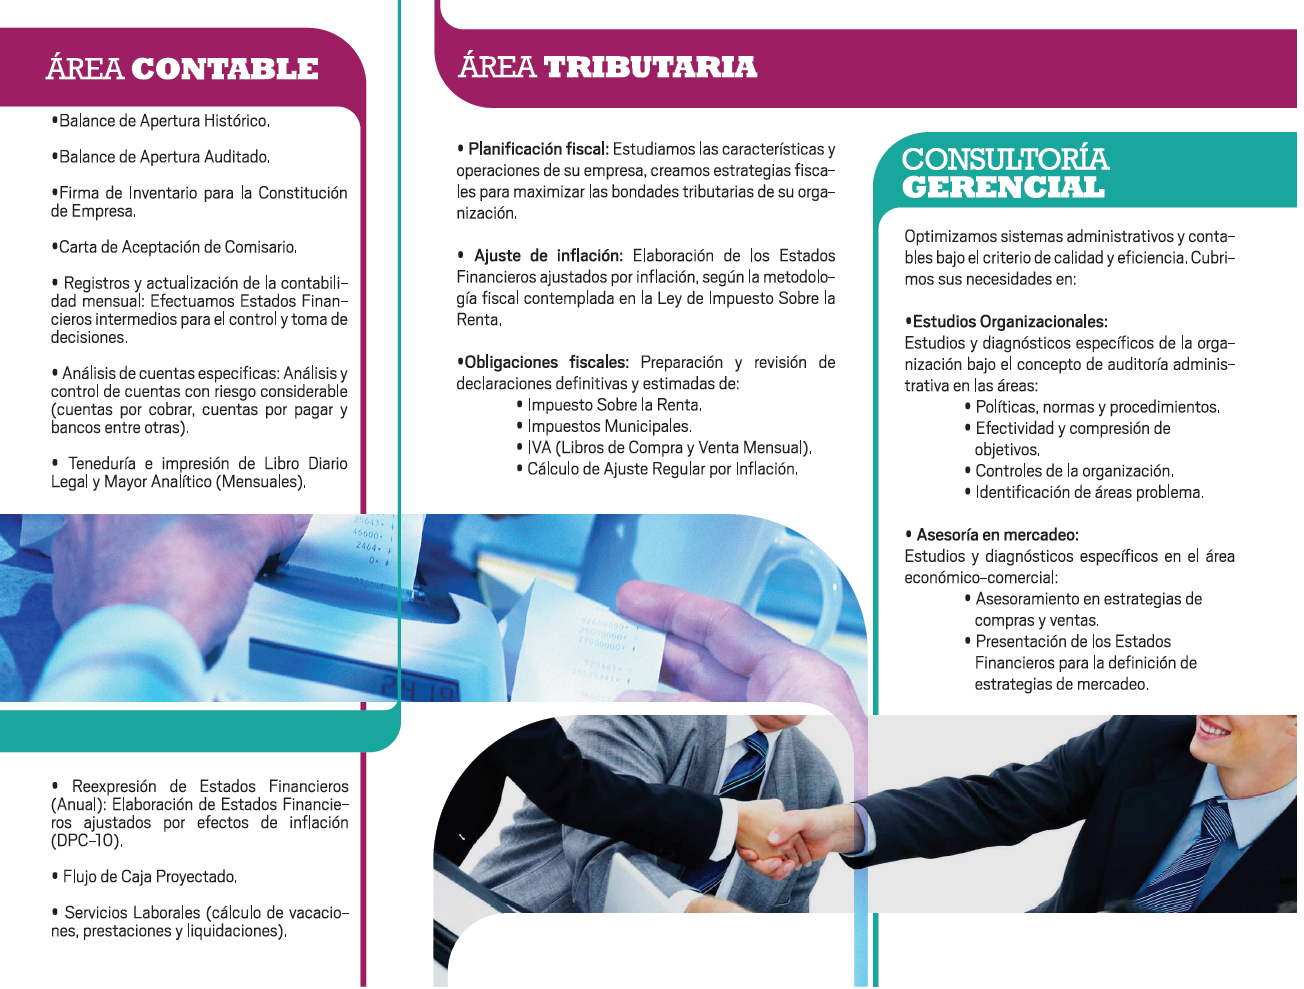 ÁREA CONTABLE
•Balance de Apertura Histórico.
•Balance de Apertura Auditado.
•Firma de Inventario para la Constitución
de Empresa.
•Carta de Aceptación de Comisario.
• Registros y actualización de la contabili-
dad mensual: Efectuamos Estados Finan-
cieros intermedios para el control y toma de
decisiones.
• Análisis de cuentas especificas: Análisis y
control de cuentas con riesgo considerable
(cuentas por cobrar, cuentas por pagar y
bancos entre otras).
• Teneduría e impresión de Libro Diario
Legal y Mayor Analítico (Mensuales).
• Reexpresión de Estados Financieros
(Anual): Elaboración de Estados Financie-
ros ajustados por efectos de inflación
(DPC-10).
• Flujo de Caja Proyectado.
• Servicios Laborales (cálculo de vacacio-
nes, prestaciones y liquidaciones).
ÁREA TRIBUTARIA
• Planificación fiscal: Estudiamos las características y
operaciones de su empresa, creamos estrategias fisca-
les para maximizar las bondades tributarias de su orga-
nización.
• Ajuste de inflación: Elaboración de los Estados
Financieros ajustados por inflación, según la metodolo-
gía fiscal contemplada en la Ley de Impuesto Sobre la
Renta.
•Obligaciones fiscales: Preparación y revisión de
declaraciones definitivas y estimadas de:
• Impuesto Sobre la Renta.
• Impuestos Municipales.
• IVA (Libros de Compra y Venta Mensual).
• Cálculo de Ajuste Regular por Inflación.
CONSULTORÍA
GERENCIAL
Optimizamos sistemas administrativos y conta-
bles bajo el criterio de calidad y eficiencia. Cubri-
mos sus necesidades en:
•Estudios Organizacionales:
Estudios y diagnósticos específicos de la orga-
nización bajo el concepto de auditoría adminis-
trativa en las áreas:
• Políticas, normas y procedimientos.
• Efectividad y compresión de
objetivos.
• Controles de la organización.
• Identificación de áreas problema.
• Asesoría en mercadeo:
Estudios y diagnósticos específicos en el área
económico-comercial:
• Asesoramiento en estrategias de
compras y ventas.
• Presentación de los Estados
Financieros para la definición de
estrategias de mercadeo.
46600+
2464+
0+